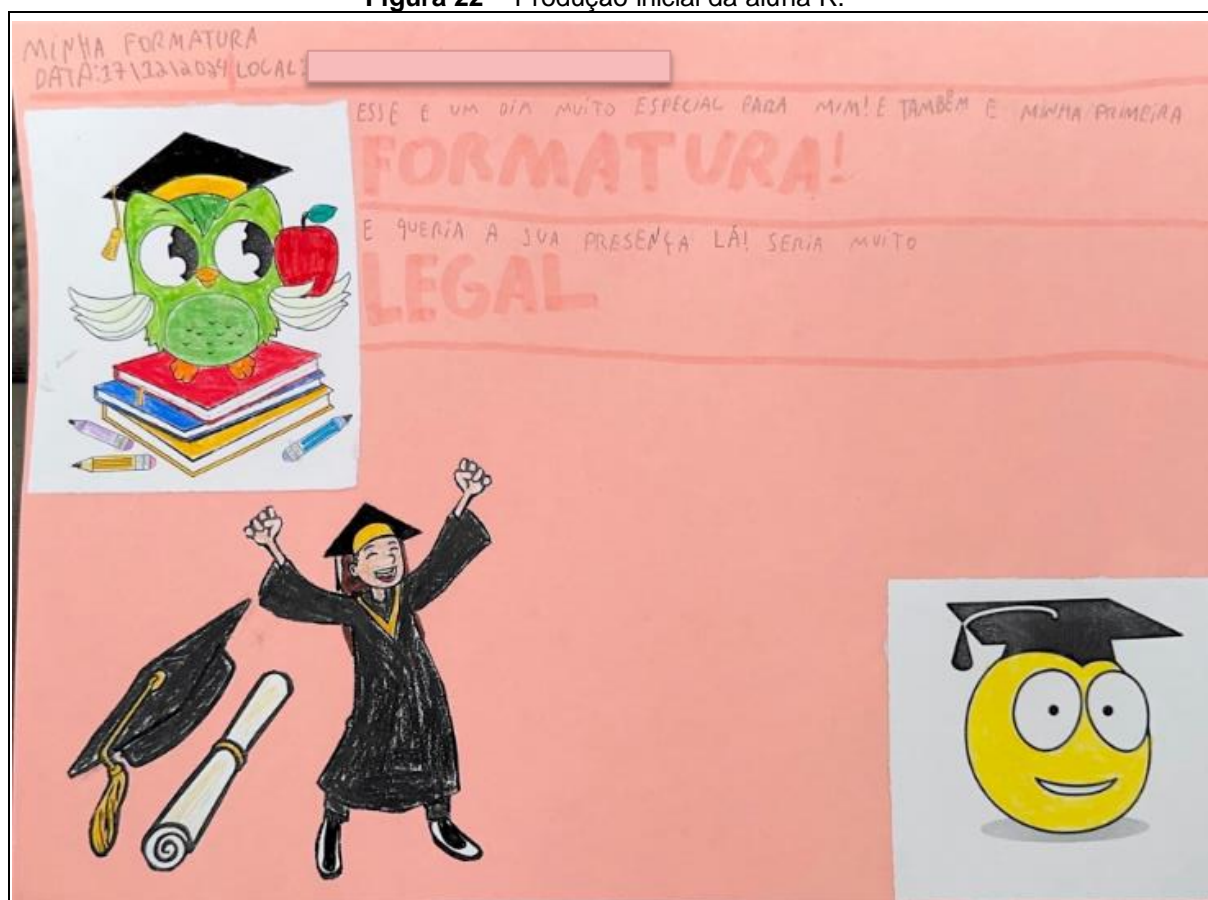 Figura 22 – Produção inicial da aluna R.
MINHA FORMATURA
DATA:17\12\2024 LOCAL:
ESSE E UM DIA MUITO ESPECIAL PARA MIM! E TAMBÉM E MINHA PRIMEIRA
FORMATURA!
E QUERIA A SUA PRESENÇA LÁ! SERIA MUITO
LEGAL